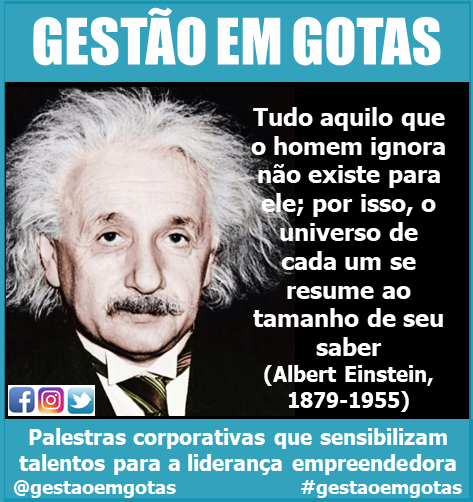 GESTÃO EM GOTAS
Tudo aquilo que
o homem ignora
não existe para
ele; por isso, o
universo de
cada um se
resume ao
tamanho de seu
saber
(Albert Einstein,
1879-1955)
Palestras corporativas que sensibilizam
talentos para a liderança empreendedora
@gestaoemgotas #gestaoemgotas